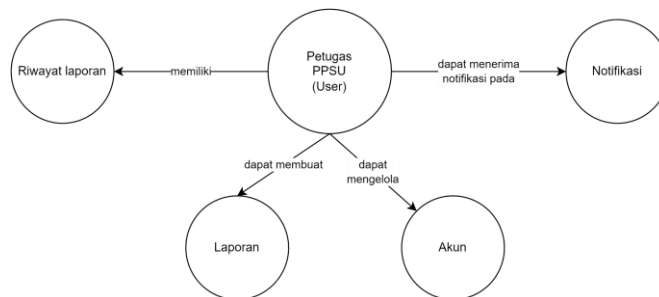 Petugas
PPSU
(User)
Riwayat laporan
memiliki
dapat menerima
notifikasi pada
Notifikasi
dapat membuat
dapat
mengelola
Laporan
Akun